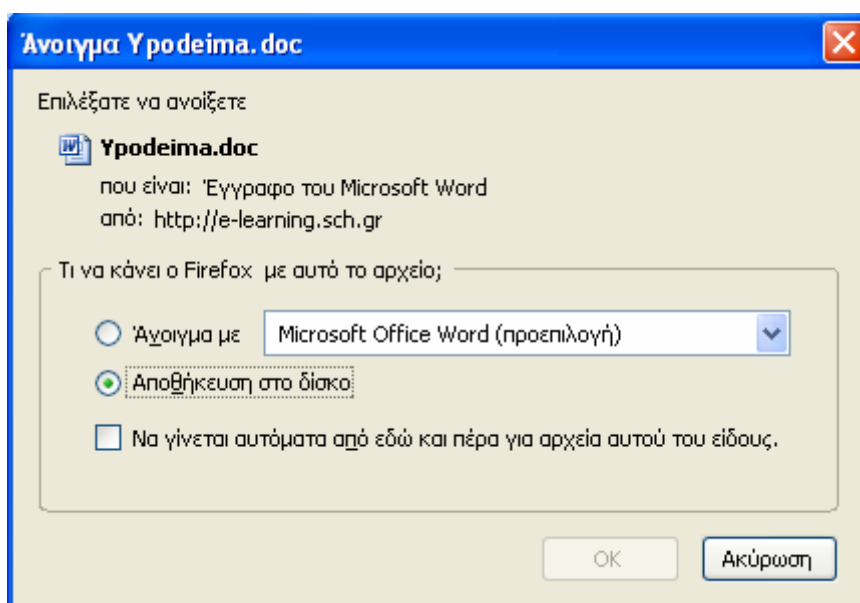 Άνοιγμα Ypodeima.doc
Επιλέξατε να ανοίξετε
Ypodeima.doc
που είναι: Έγγραφο του Microsoft Word
από: http://e-learning.sch.gr
Τι να κάνει ο Firefox με αυτό το αρχείο;
Άνοιγμα με Microsoft Office Word (προεπιλογή)
Αποθήκευση στο δίσκο
Να γίνεται αυτόματα από εδώ και πέρα για αρχεία αυτού του είδους.
OK Ακύρωση